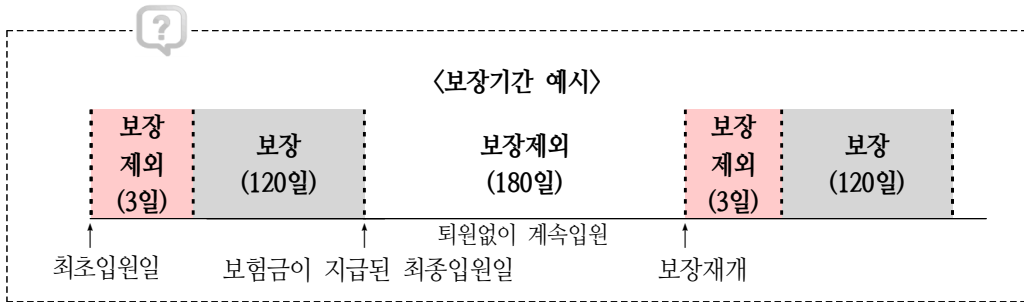 ?
<보장기간 예시>
보장
제외
(3일)
보장
(120일)
보장제외
(180일)
보장
제외
(3일)
보장
(120일)
퇴원없이 계속입원
최초입원일
보험금이 지급된 최종입원일
보장재개